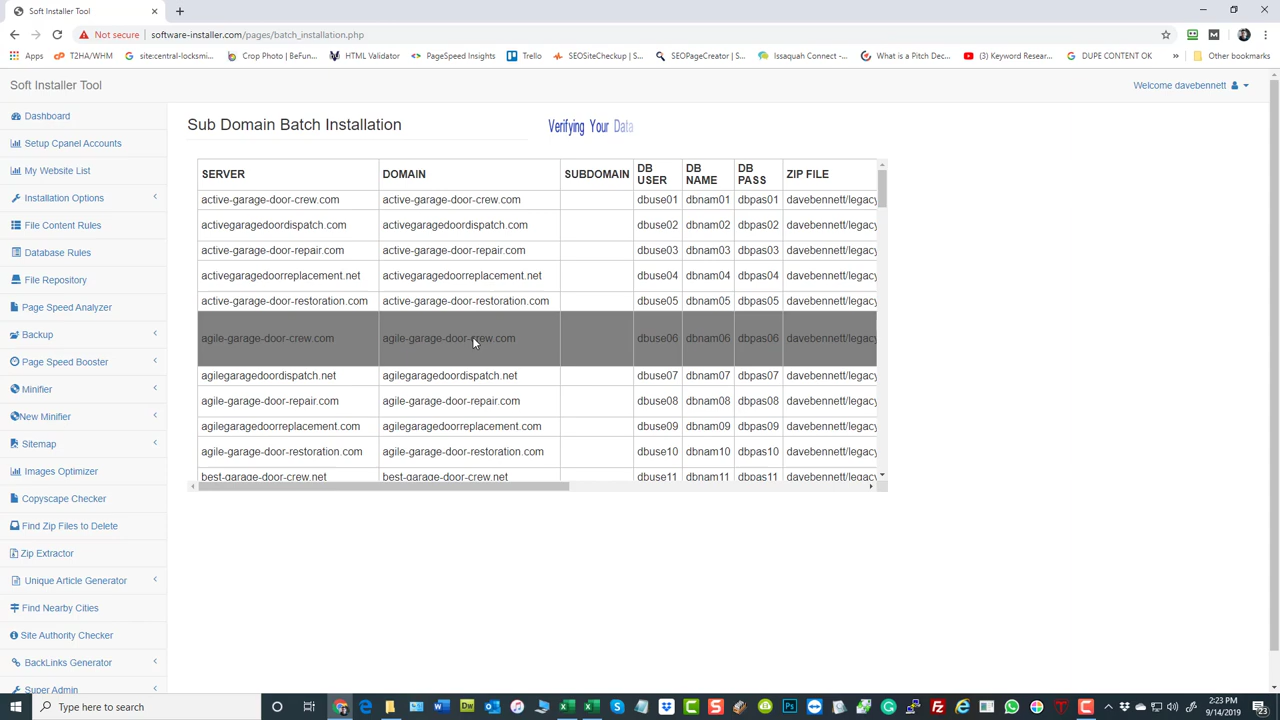 Soft Installer Tool
Not secure | software-installer.com/pages/batch_installation.php
Apps T2HA/WHM site:central-locksmi... Crop Photo | BeFun... HTML Validator PageSpeed Insights Trello SEOSiteCheckup | S... SEOPageCreator | S... Issaquah Connect -... What is a Pitch Dec... (3) Keyword Resear... DUPE CONTENT OK » Other bookmarks
Soft Installer Tool
Welcome davebennett
Dashboard
Setup Cpanel Accounts
My Website List
Installation Options
File Content Rules
Database Rules
File Repository
Page Speed Analyzer
Backup
Page Speed Booster
Minifier
New Minifier
Sitemap
Images Optimizer
Copyscape Checker
Find Zip Files to Delete
Zip Extractor
Unique Article Generator
Find Nearby Cities
Site Authority Checker
BackLinks Generator
Super Admin
Sub Domain Batch Installation
Verifying Your Data
SERVER DOMAIN SUBDOMAIN DB USER DB NAME DB PASS ZIP FILE
active-garage-door-crew.com active-garage-door-crew.com dbuse01 dbnam01 dbpas01 davebennett/legacy
activegaragedoordispatch.com activegaragedoordispatch.com dbuse02 dbnam02 dbpas02 davebennett/legacy
active-garage-door-repair.com active-garage-door-repair.com dbuse03 dbnam03 dbpas03 davebennett/legacy
activegaragedoorreplacement.net activegaragedoorreplacement.net dbuse04 dbnam04 dbpas04 davebennett/legacy
active-garage-door-restoration.com active-garage-door-restoration.com dbuse05 dbnam05 dbpas05 davebennett/legacy
agile-garage-door-crew.com agile-garage-door-crew.com dbuse06 dbnam06 dbpas06 davebennett/legacy
agilegaragedoordispatch.net agilegaragedoordispatch.net dbuse07 dbnam07 dbpas07 davebennett/legacy
agile-garage-door-repair.com agile-garage-door-repair.com dbuse08 dbnam08 dbpas08 davebennett/legacy
agilegaragedoorreplacement.com agilegaragedoorreplacement.com dbuse09 dbnam09 dbpas09 davebennett/legacy
agile-garage-door-restoration.com agile-garage-door-restoration.com dbuse10 dbnam10 dbpas10 davebennett/legacy
best-garage-door-crew.net best-garage-door-crew.net dbuse11 dbnam11 dbpas11 davebennett/legacy
Type here to search
2:23 PM
9/14/2019